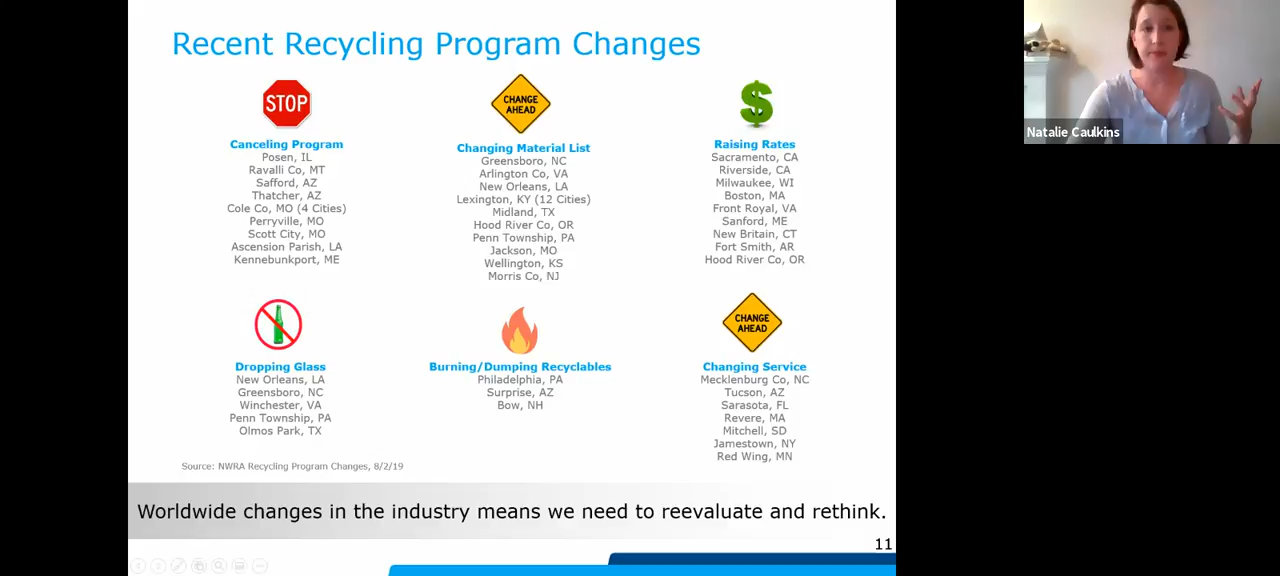 Recent Recycling Program Changes
STOP
Canceling Program
Posen, IL
Ravalli Co, MT
Safford, AZ
Thatcher, AZ
Cole Co, MO (4 Cities)
Perryville, MO
Scott City, MO
Ascension Parish, LA
Kennebunkport, ME
CHANGE
AHEAD
Changing Material List
Greensboro, NC
Arlington Co, VA
New Orleans, LA
Lexington, KY (12 Cities)
Midland, TX
Hood River Co, OR
Penn Township, PA
Jackson, MO
Wellington, KS
Morris Co, NJ
$
Raising Rates
Sacramento, CA
Riverside, CA
Milwaukee, WI
Boston, MA
Front Royal, VA
Sanford, ME
New Britain, CT
Fort Smith, AR
Hood River Co, OR
Dropping Glass
New Orleans, LA
Greensboro, NC
Winchester, VA
Penn Township, PA
Olmos Park, TX
Burning/Dumping Recyclables
Philadelphia, PA
Surprise, AZ
Bow, NH
CHANGE
AHEAD
Changing Service
Mecklenburg Co, NC
Tucson, AZ
Sarasota, FL
Revere, MA
Mitchell, SD
Jamestown, NY
Red Wing, MN
Source: NWRA Recycling Program Changes, 8/2/19
Worldwide changes in the industry means we need to reevaluate and rethink.
11
Natalie Caulkins